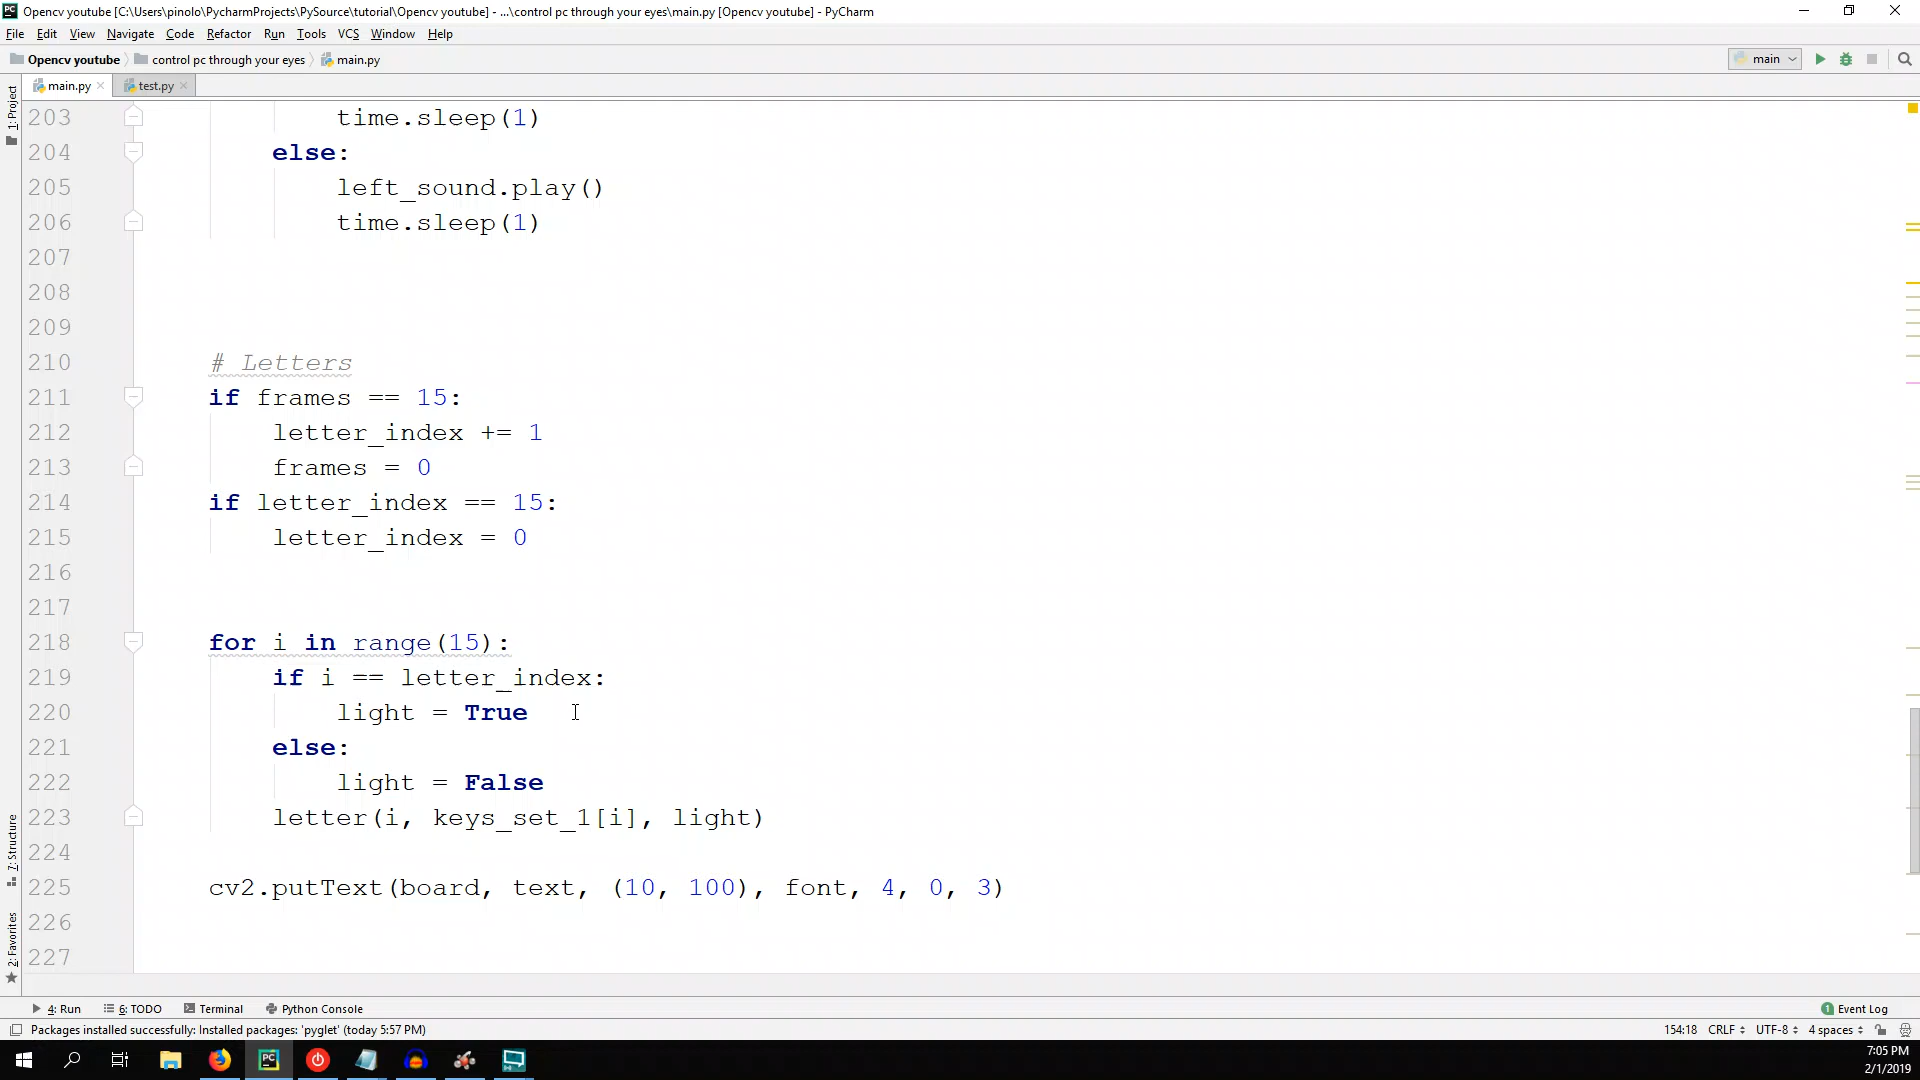 Opencv youtube [C:\Users\pinolo\PycharmProjects\PySource\tutorial\Opencv youtube] - ...\control pc through your eyes\main.py [Opencv youtube] - PyCharm
File Edit View Navigate Code Refactor Run Tools VCS Window Help
Opencv youtube control pc through your eyes main.py main
main.py test.py
1: Project
203 time.sleep(1)
204 else:
205 left_sound.play()
206 time.sleep(1)
207
208
209
210 # Letters
211 if frames == 15:
212 letter_index += 1
213 frames = 0
214 if letter_index == 15:
215 letter_index = 0
216
217
218 for i in range(15):
219 if i == letter_index:
220 light = True
221 else:
222 light = False
223 letter(i, keys_set_1[i], light)
224
225 cv2.putText(board, text, (10, 100), font, 4, 0, 3)
226
227
7: Structure
2: Favorites
4: Run 6: TODO Terminal Python Console 1 Event Log
Packages installed successfully: Installed packages: 'pyglet' (today 5:57 PM) 154:18 CRLF UTF-8 4 spaces
7:05 PM
2/1/2019